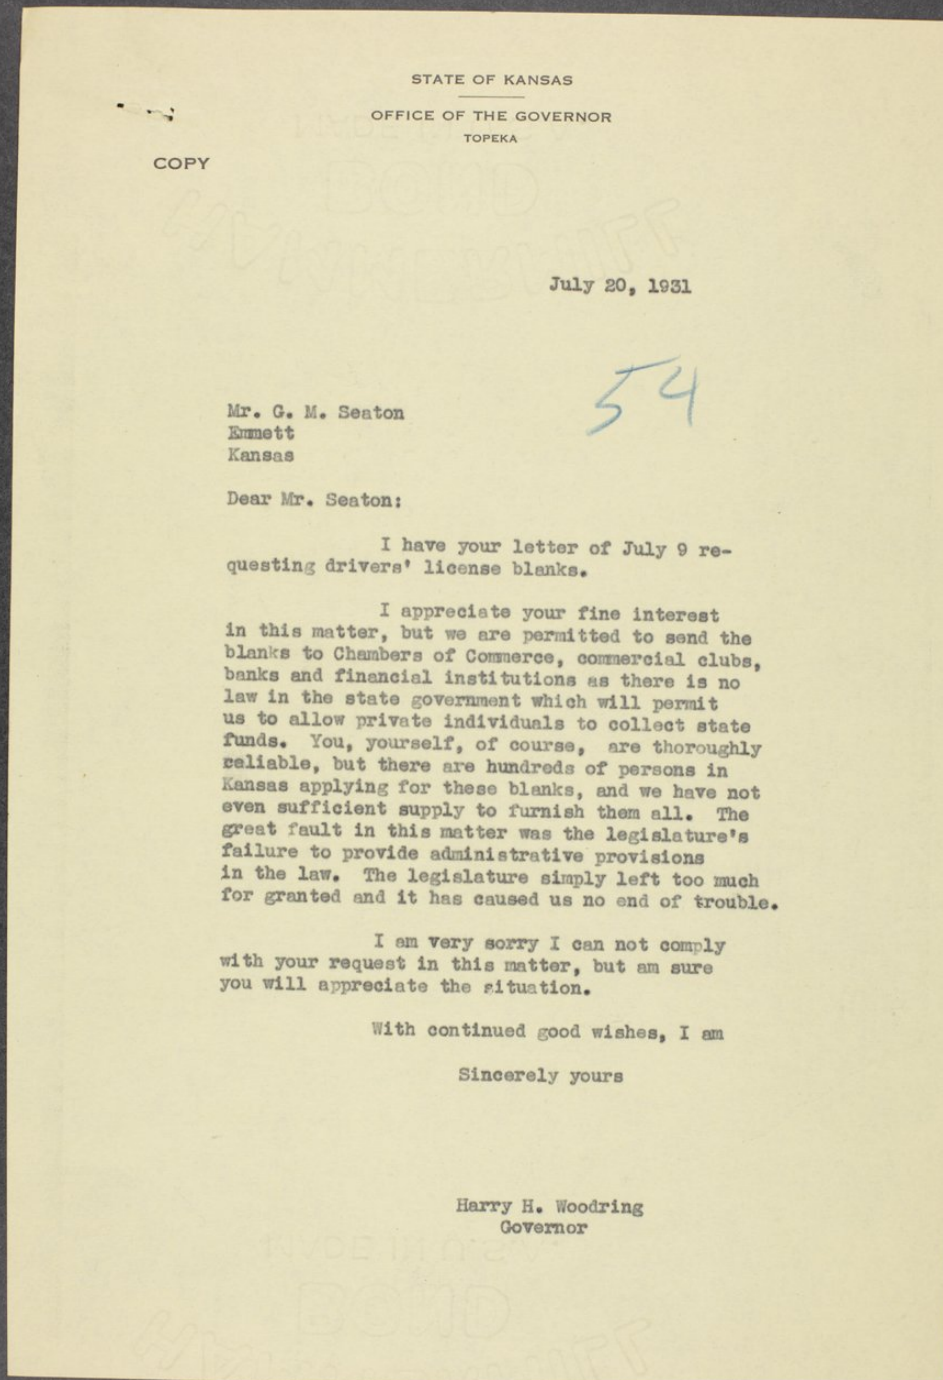 STATE OF KANSAS
OFFICE OF THE GOVERNOR
TOPEKA
COPY
July 20, 1931
54
Mr. G. M. Seaton
Emmett
Kansas
Dear Mr. Seaton:
I have your letter of July 9 re-
questing drivers' license blanks.
I appreciate your fine interest
in this matter, but we are permitted to send the
blanks to Chambers of Commerce, commercial clubs,
banks and financial institutions as there is no
law in the state government which will permit
us to allow private individuals to collect state
funds. You, yourself, of course, are thoroughly
reliable, but there are hundreds of persons in
Kansas applying for these blanks, and we have not
even sufficient supply to furnish them all. The
great fault in this matter was the legislature's
failure to provide administrative provisions
in the law. The legislature simply left too much
for granted and it has caused us no end of trouble.
I am very sorry I can not comply
with your request in this matter, but am sure
you will appreciate the situation.
With continued good wishes, I am
Sincerely yours
Harry H. Woodring
Governor